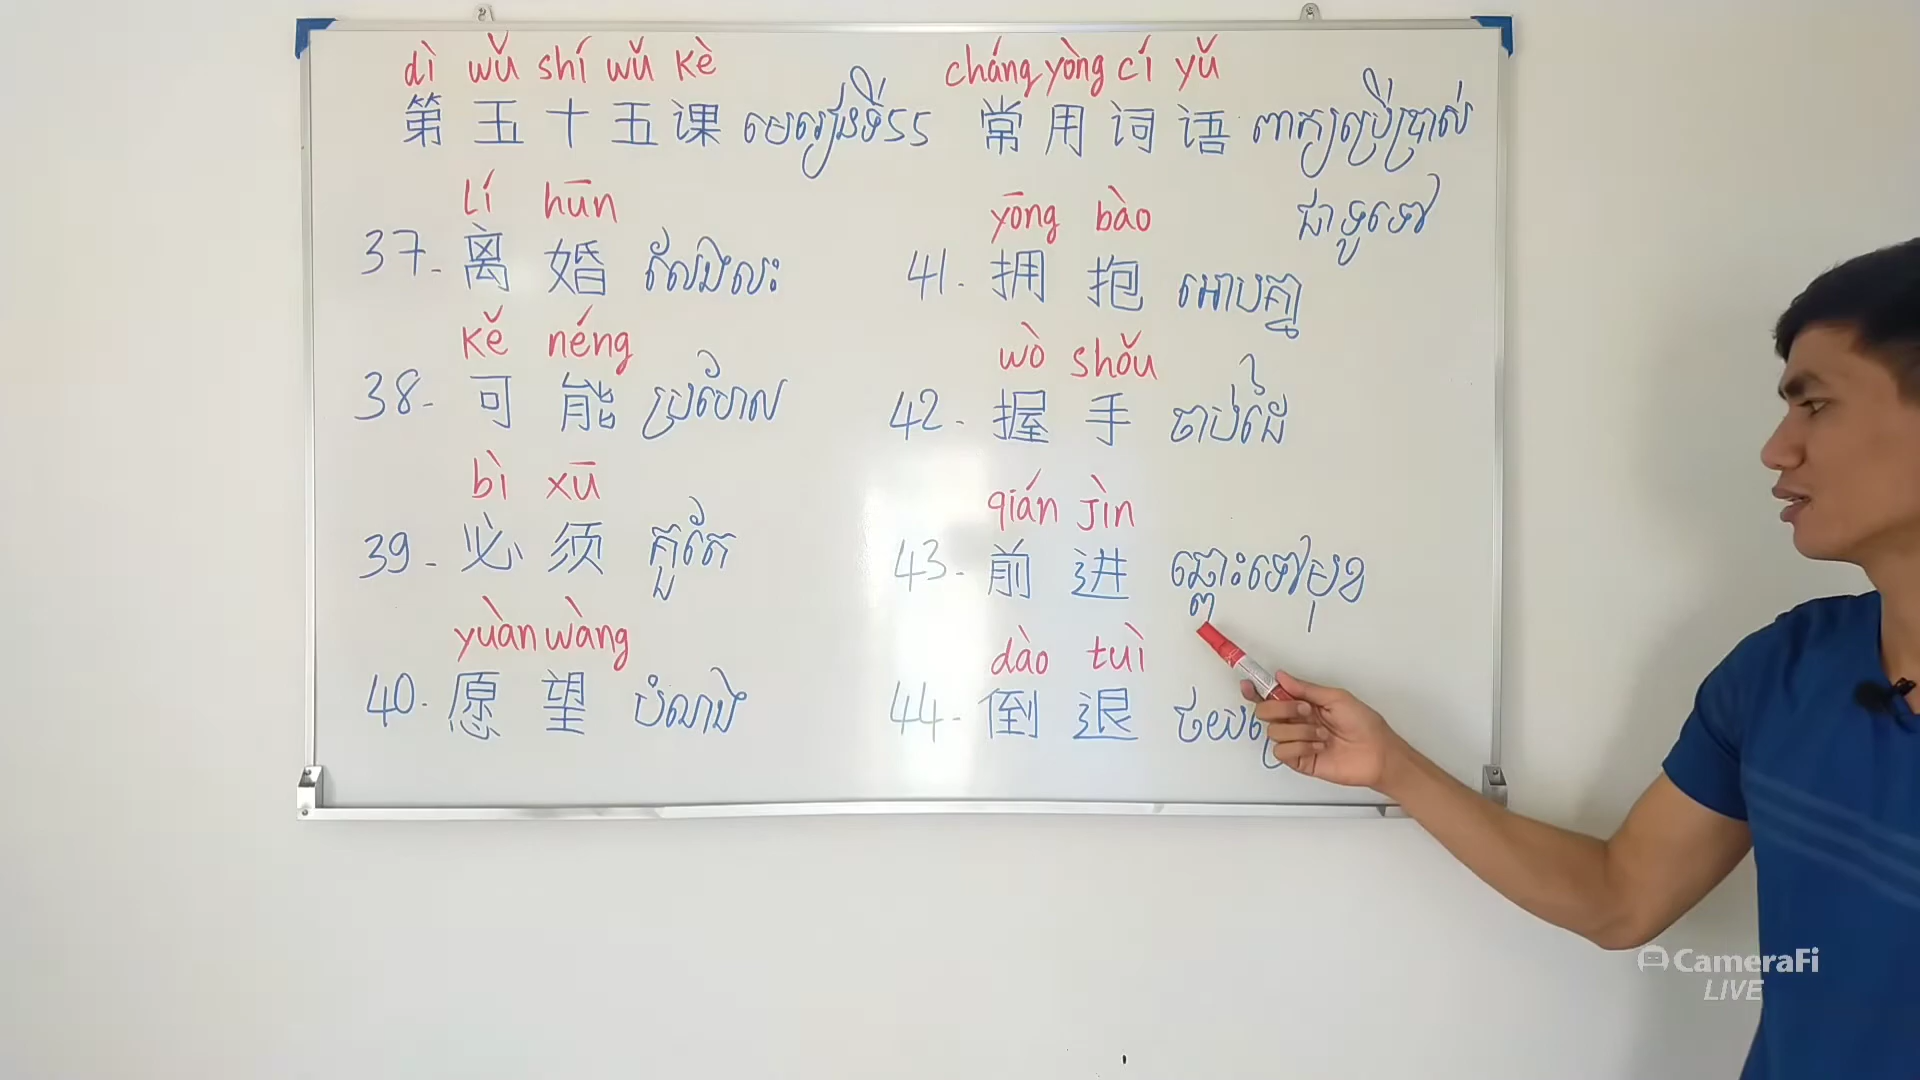 dì wǔ shí wǔ kè
第五十五课 មេរៀនទី55
lí hūn
37. 离婚 លែងលះ
kě néng
38. 可能 ប្រហែល
bì xū
39. 必须 គួរតែ
yuàn wàng
40. 愿望 បំណង
cháng yòng cí yǔ
常用词语 ពាក្យប្រើប្រាស់
ជាទូទៅ
yōng bào
41. 拥抱 អោបគ្នា
wò shǒu
42. 握手 ចាប់ដៃ
qián jìn
43. 前进 ឆ្ពោះទៅមុខ
dào tuì
44. 倒退 ថយ
CameraFi
LIVE